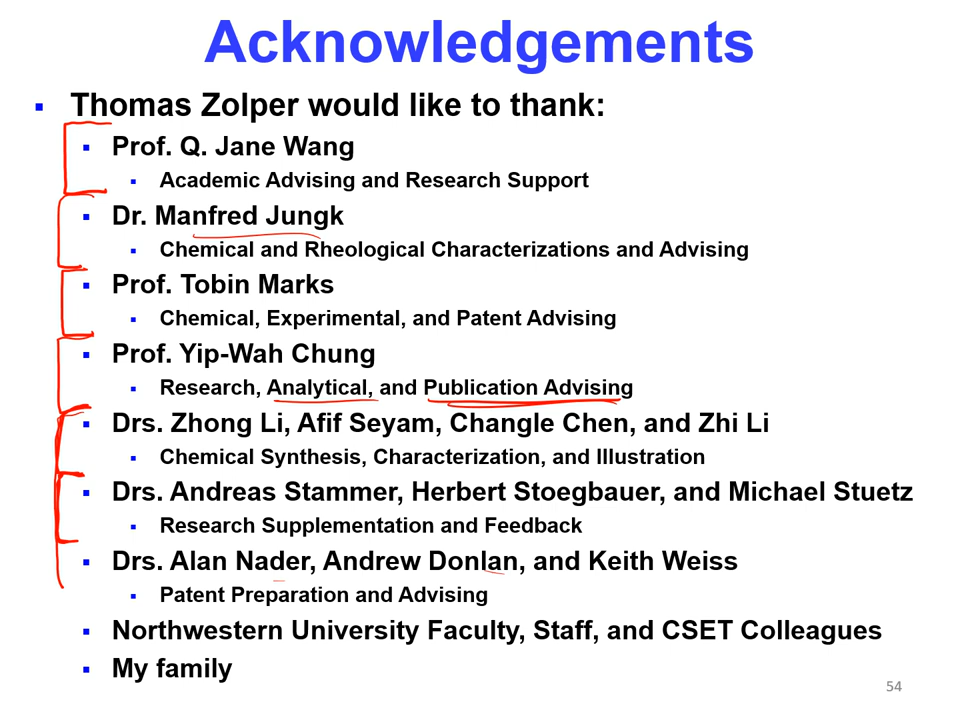 Acknowledgements
Thomas Zolper would like to thank:
Prof. Q. Jane Wang
Academic Advising and Research Support
Dr. Manfred Jungk
Chemical and Rheological Characterizations and Advising
Prof. Tobin Marks
Chemical, Experimental, and Patent Advising
Prof. Yip-Wah Chung
Research, Analytical, and Publication Advising
Drs. Zhong Li, Afif Seyam, Changle Chen, and Zhi Li
Chemical Synthesis, Characterization, and Illustration
Drs. Andreas Stammer, Herbert Stoegbauer, and Michael Stuetz
Research Supplementation and Feedback
Drs. Alan Nader, Andrew Donlan, and Keith Weiss
Patent Preparation and Advising
Northwestern University Faculty, Staff, and CSET Colleagues
My family
54